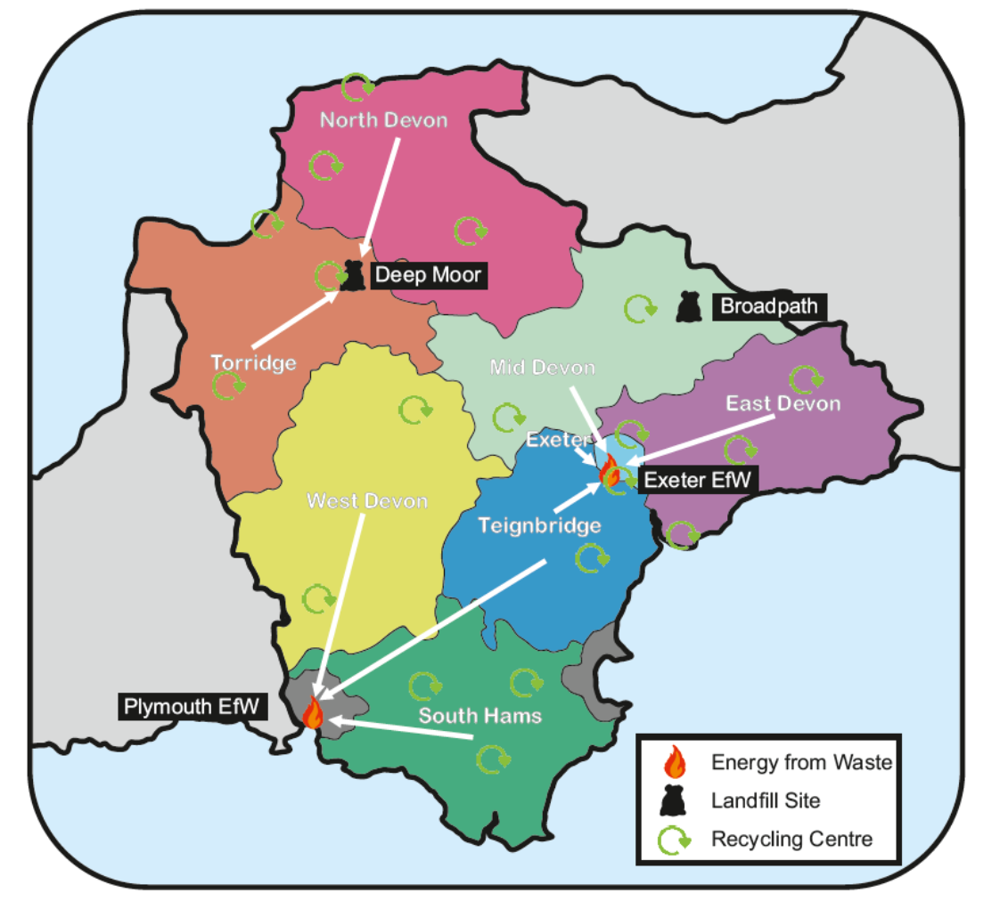 North Devon
Deep Moor
Broadpath
Torridge
Mid Devon
East Devon
Exeter
Exeter EfW
West Devon
Teignbridge
Plymouth EfW
South Hams
Energy from Waste
Landfill Site
Recycling Centre